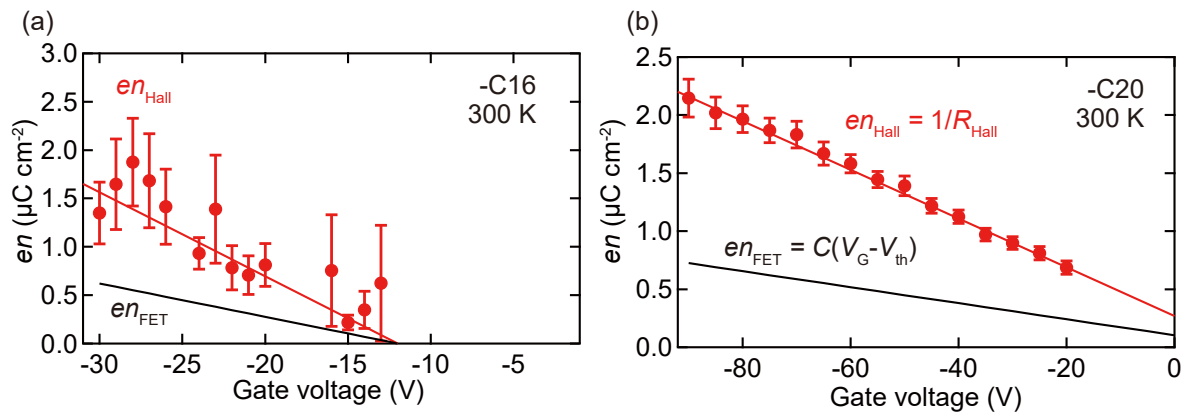 (a)
3.0
2.5
2.0
1.5
1.0
0.5
0.0
en (μC cm⁻²)
enHall
-C16
300 K
enFET
-30 -25 -20 -15 -10 -5
Gate voltage (V)
(b)
2.5
2.0
1.5
1.0
0.5
0.0
en (μC cm⁻²)
-C20
300 K
enHall = 1/RHall
enFET = C(VG-Vth)
-80 -60 -40 -20 0
Gate voltage (V)